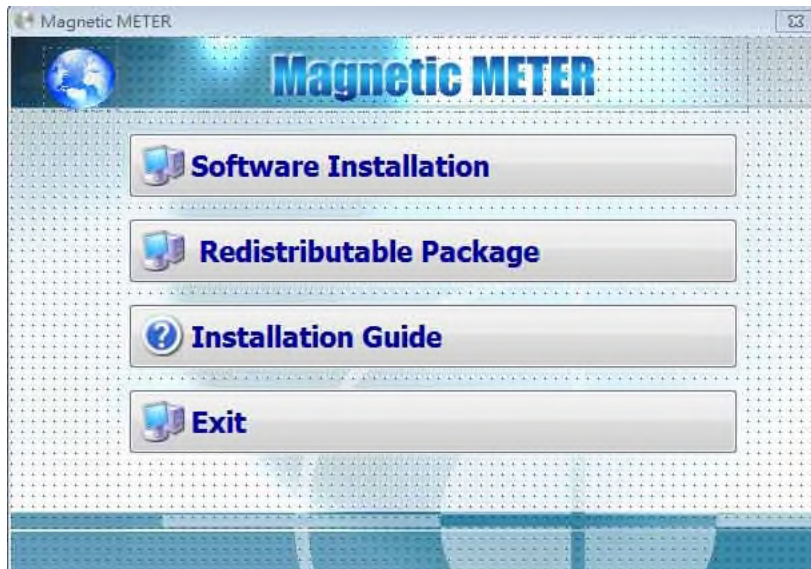 Magnetic METER
Magnetic METER
Software Installation
Redistributable Package
Installation Guide
Exit